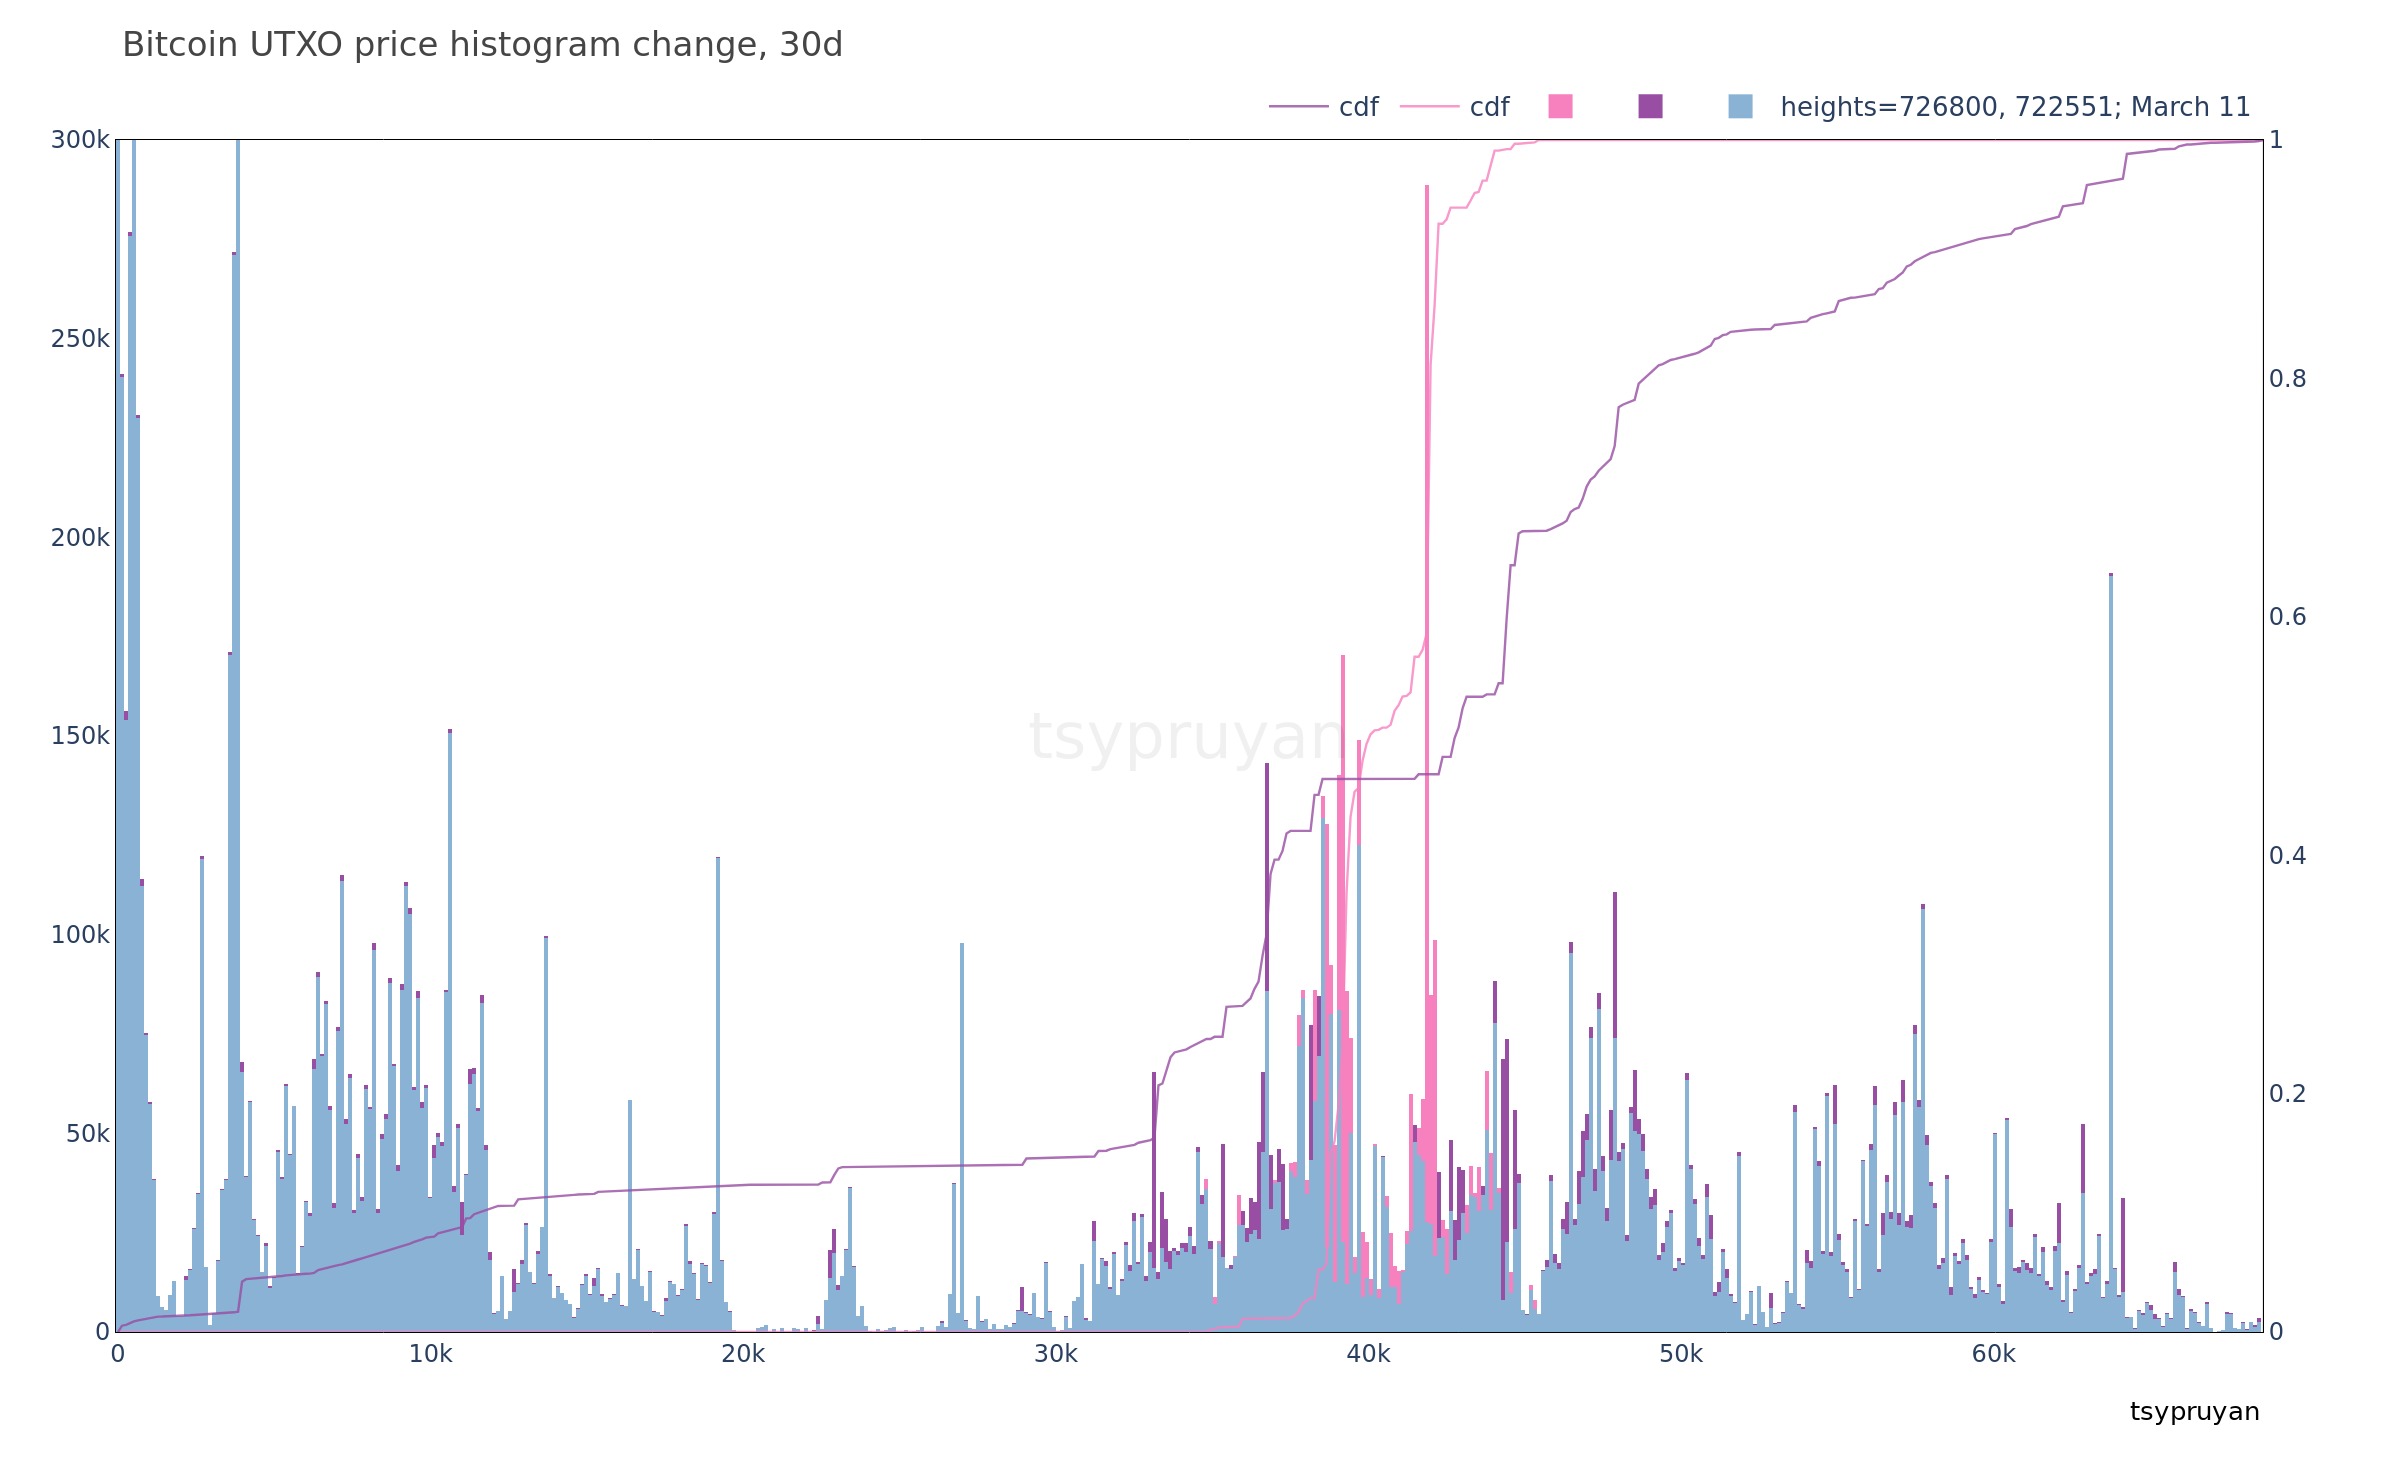 Bitcoin UTXO price histogram change, 30d
cdf cdf heights=726800, 722551; March 11
300k
250k
200k
150k
100k
50k
0
1
0.8
0.6
0.4
0.2
0
tsypruyan
0 10k 20k 30k 40k 50k 60k
tsypruyan